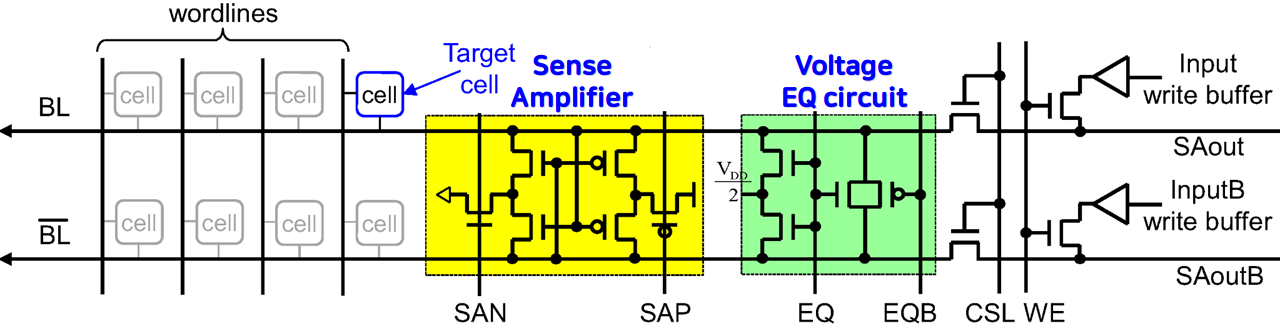 wordlines
Target
cell
Sense
Amplifier
Voltage
EQ circuit
Input
write buffer
cell cell cell cell
BL
SAout
V_DD
2
InputB
write buffer
cell cell cell cell
B̅L̅
SAoutB
SAN SAP EQ EQB CSL WE